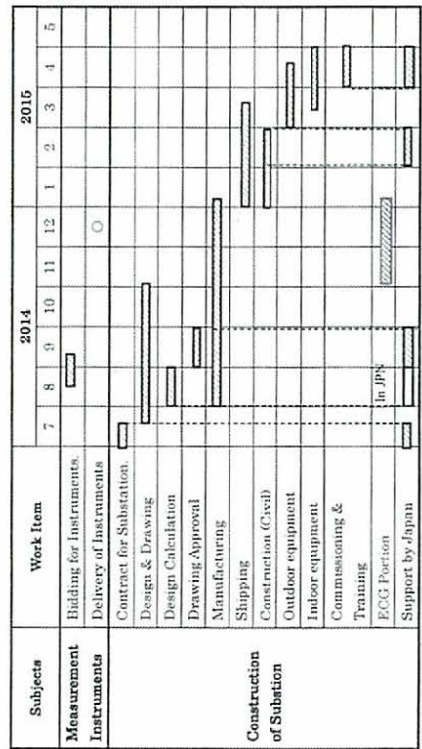 Subjects
Work Item
2014
2015
7
8
9
10
11
12
1
2
3
4
5
Measurement
Instruments
Bidding for Instruments.
Delivery of Instruments
Construction
of Substion
Contract for Substation.
Design & Drawing
Design Calculation
Drawing Approval
Manufacturing
Shipping
Construction (Civil)
Outdoor equipment
Indoor equipment
Commissioning &
Training
ECG Portion
In JPN
Support by Japan